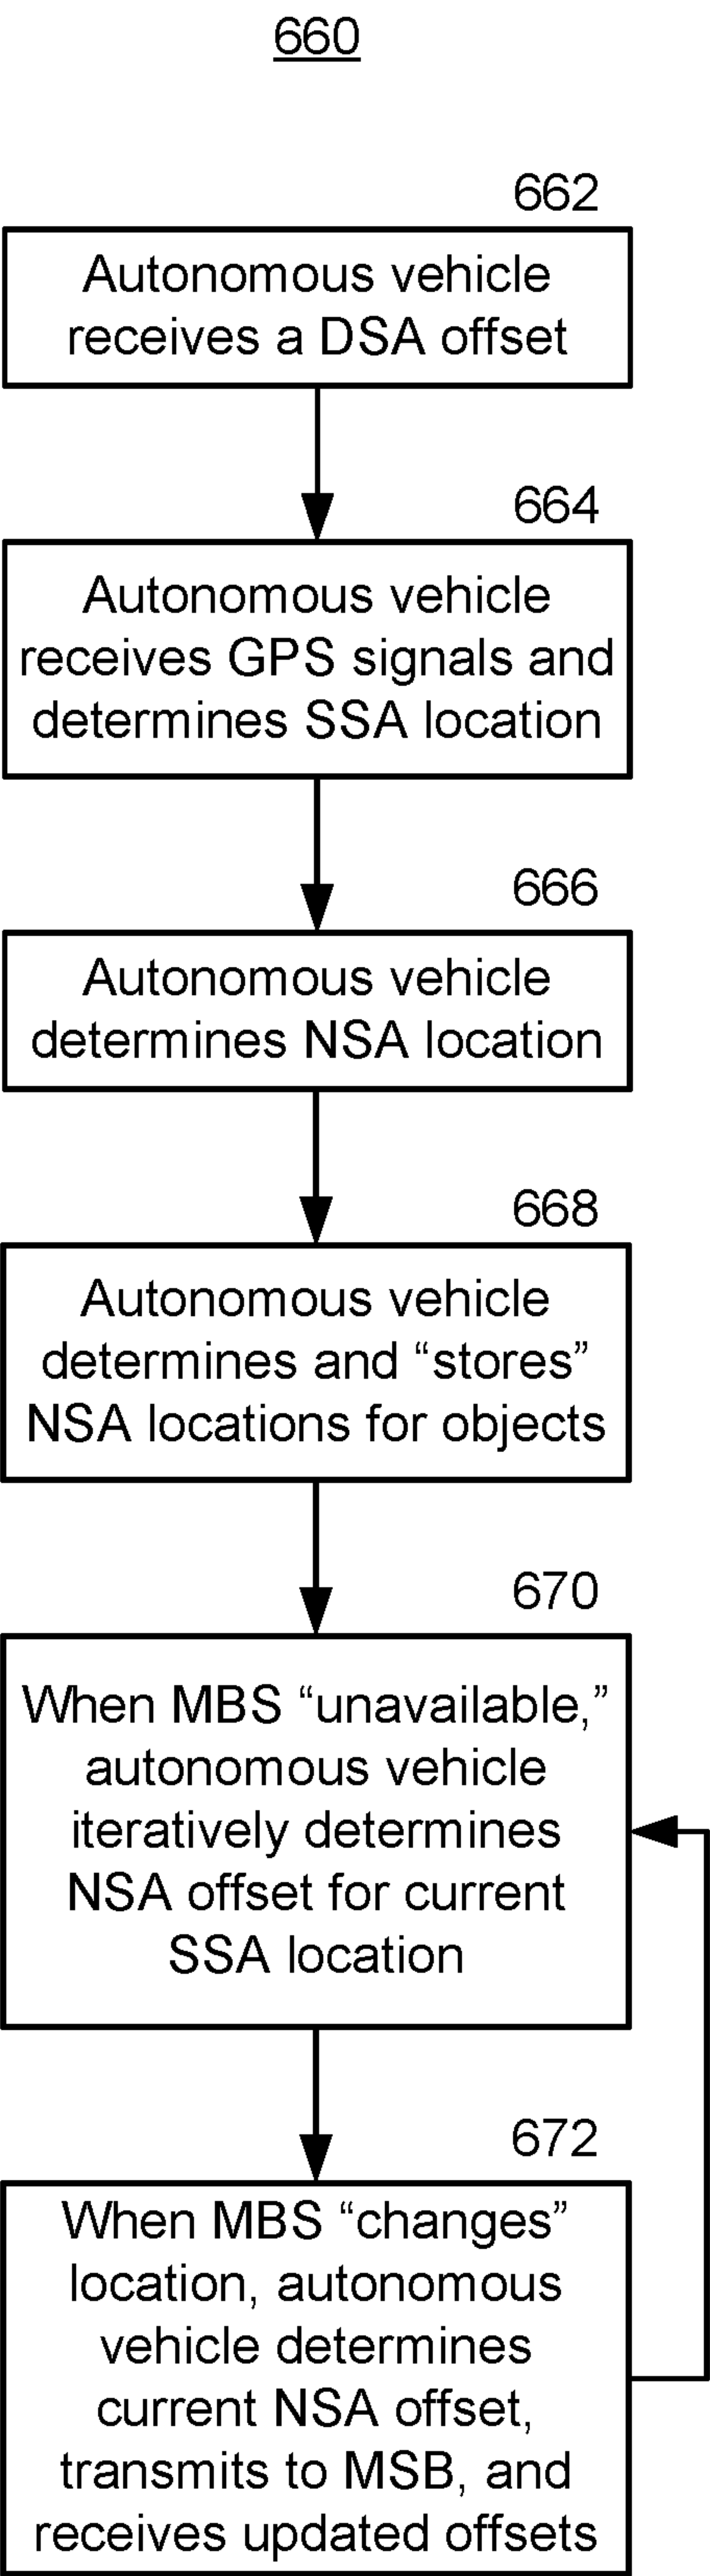 660
662
Autonomous vehicle
receives a DSA offset
664
Autonomous vehicle
receives GPS signals and
determines SSA location
666
Autonomous vehicle
determines NSA location
668
Autonomous vehicle
determines and “stores”
NSA locations for objects
670
When MBS “unavailable,”
autonomous vehicle
iteratively determines
NSA offset for current
SSA location
672
When MBS “changes”
location, autonomous
vehicle determines
current NSA offset,
transmits to MSB, and
receives updated offsets